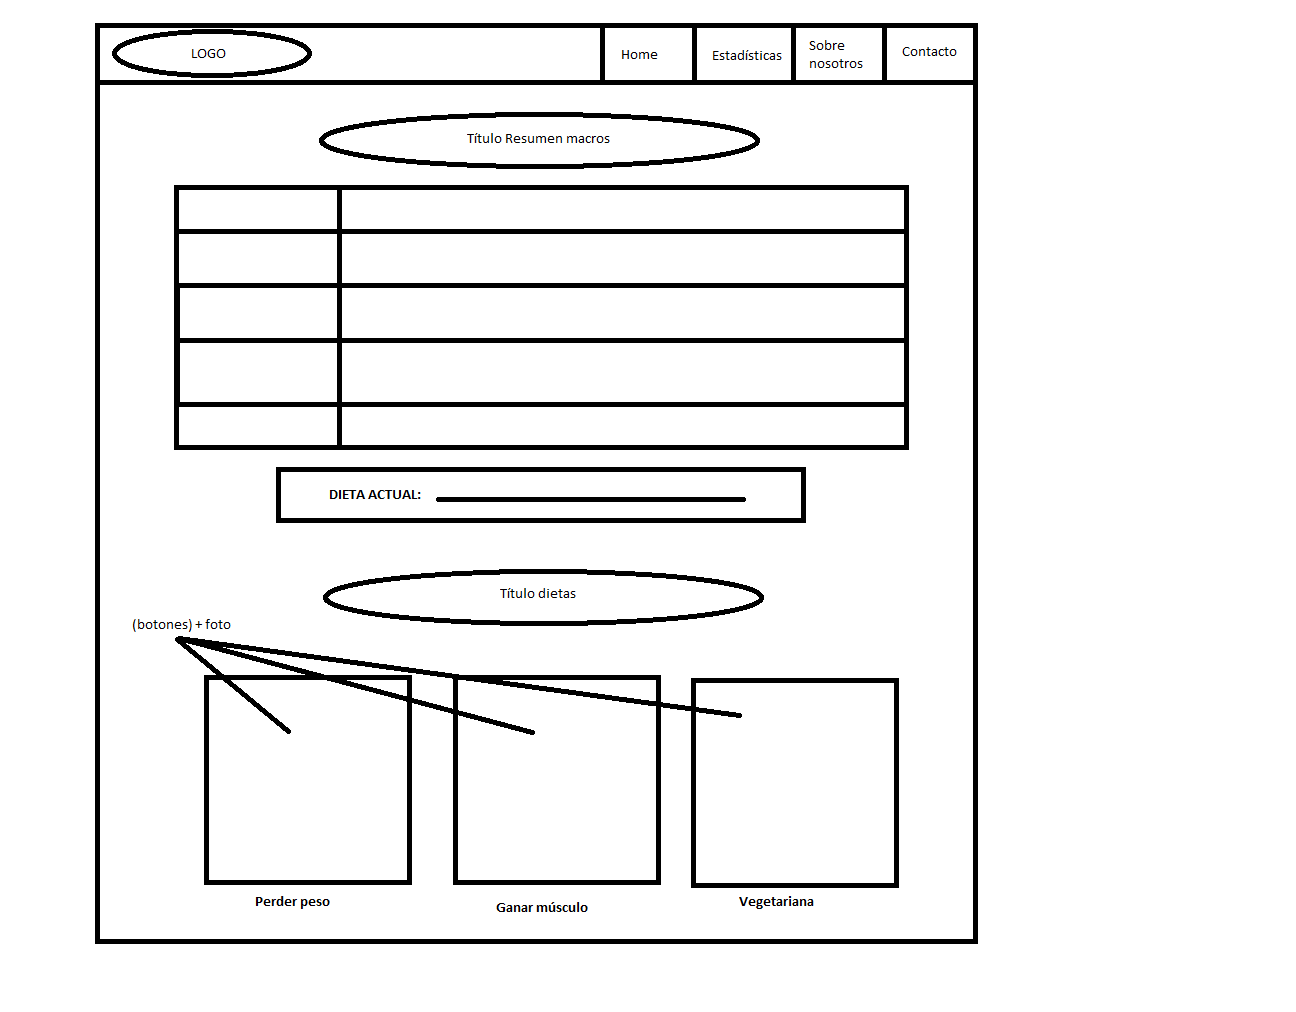 LOGO
Home
Estadísticas
Sobre
nosotros
Contacto
Título Resumen macros
DIETA ACTUAL:
Título dietas
(botones) + foto
Perder peso
Ganar músculo
Vegetariana